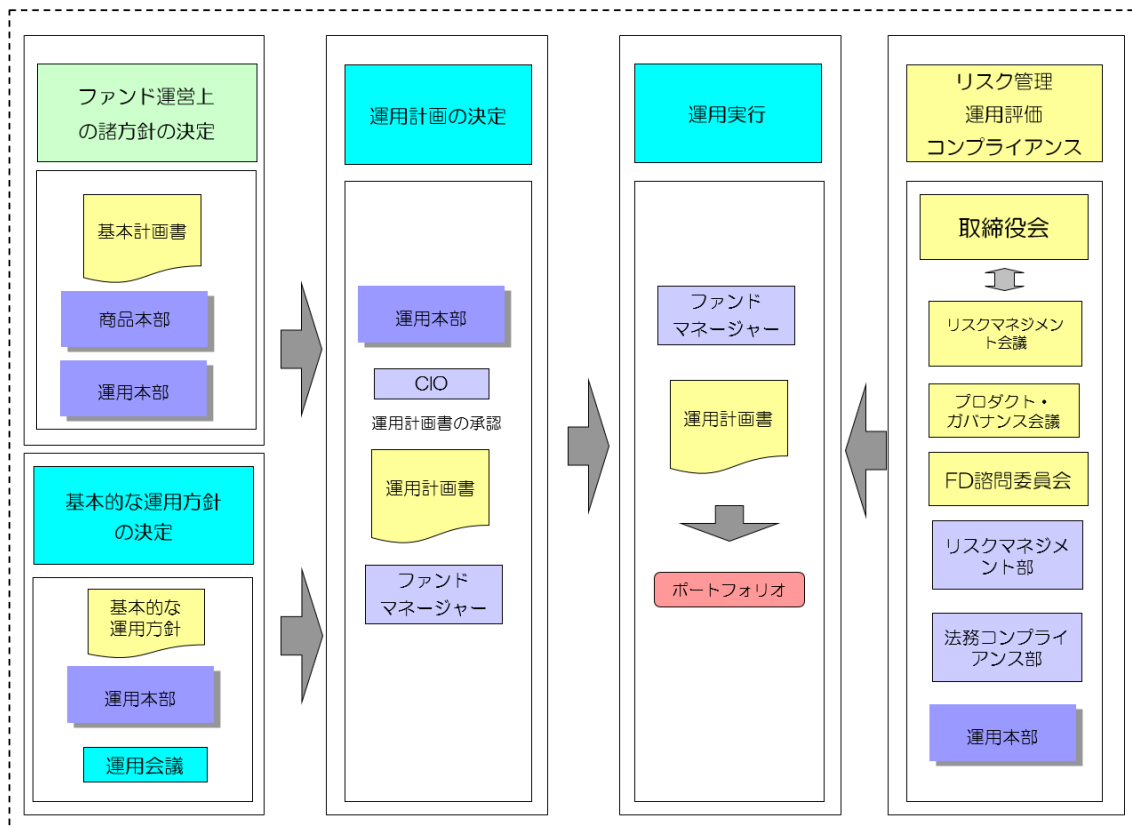 ファンド運営上
の諸方針の決定
基本計画書
商品本部
運用本部
基本的な運用方針
の決定
基本的な
運用方針
運用本部
運用会議
運用計画の決定
運用本部
CIO
運用計画書の承認
運用計画書
ファンド
マネージャー
運用実行
ファンド
マネージャー
運用計画書
ポートフォリオ
リスク管理
運用評価
コンプライアンス
取締役会
リスクマネジメン
ト会議
プロダクト・
ガバナンス会議
FD諮問委員会
リスクマネジメ
ント部
法務コンプライ
アンス部
運用本部